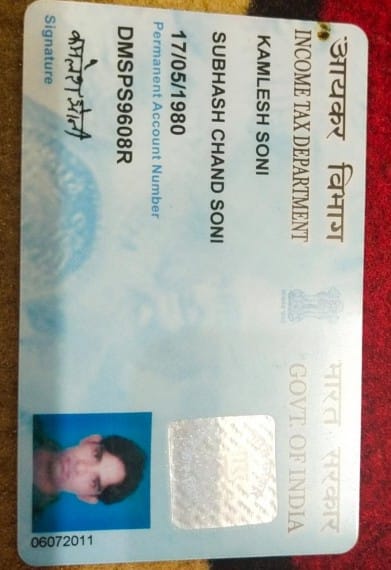 आयकर विभाग
INCOME TAX DEPARTMENT
भारत सरकार
GOVT. OF INDIA
KAMLESH SONI
SUBHASH CHAND SONI
17/05/1980
Permanent Account Number
DMSPS9608R
कमलेश सोनी
Signature
06072011